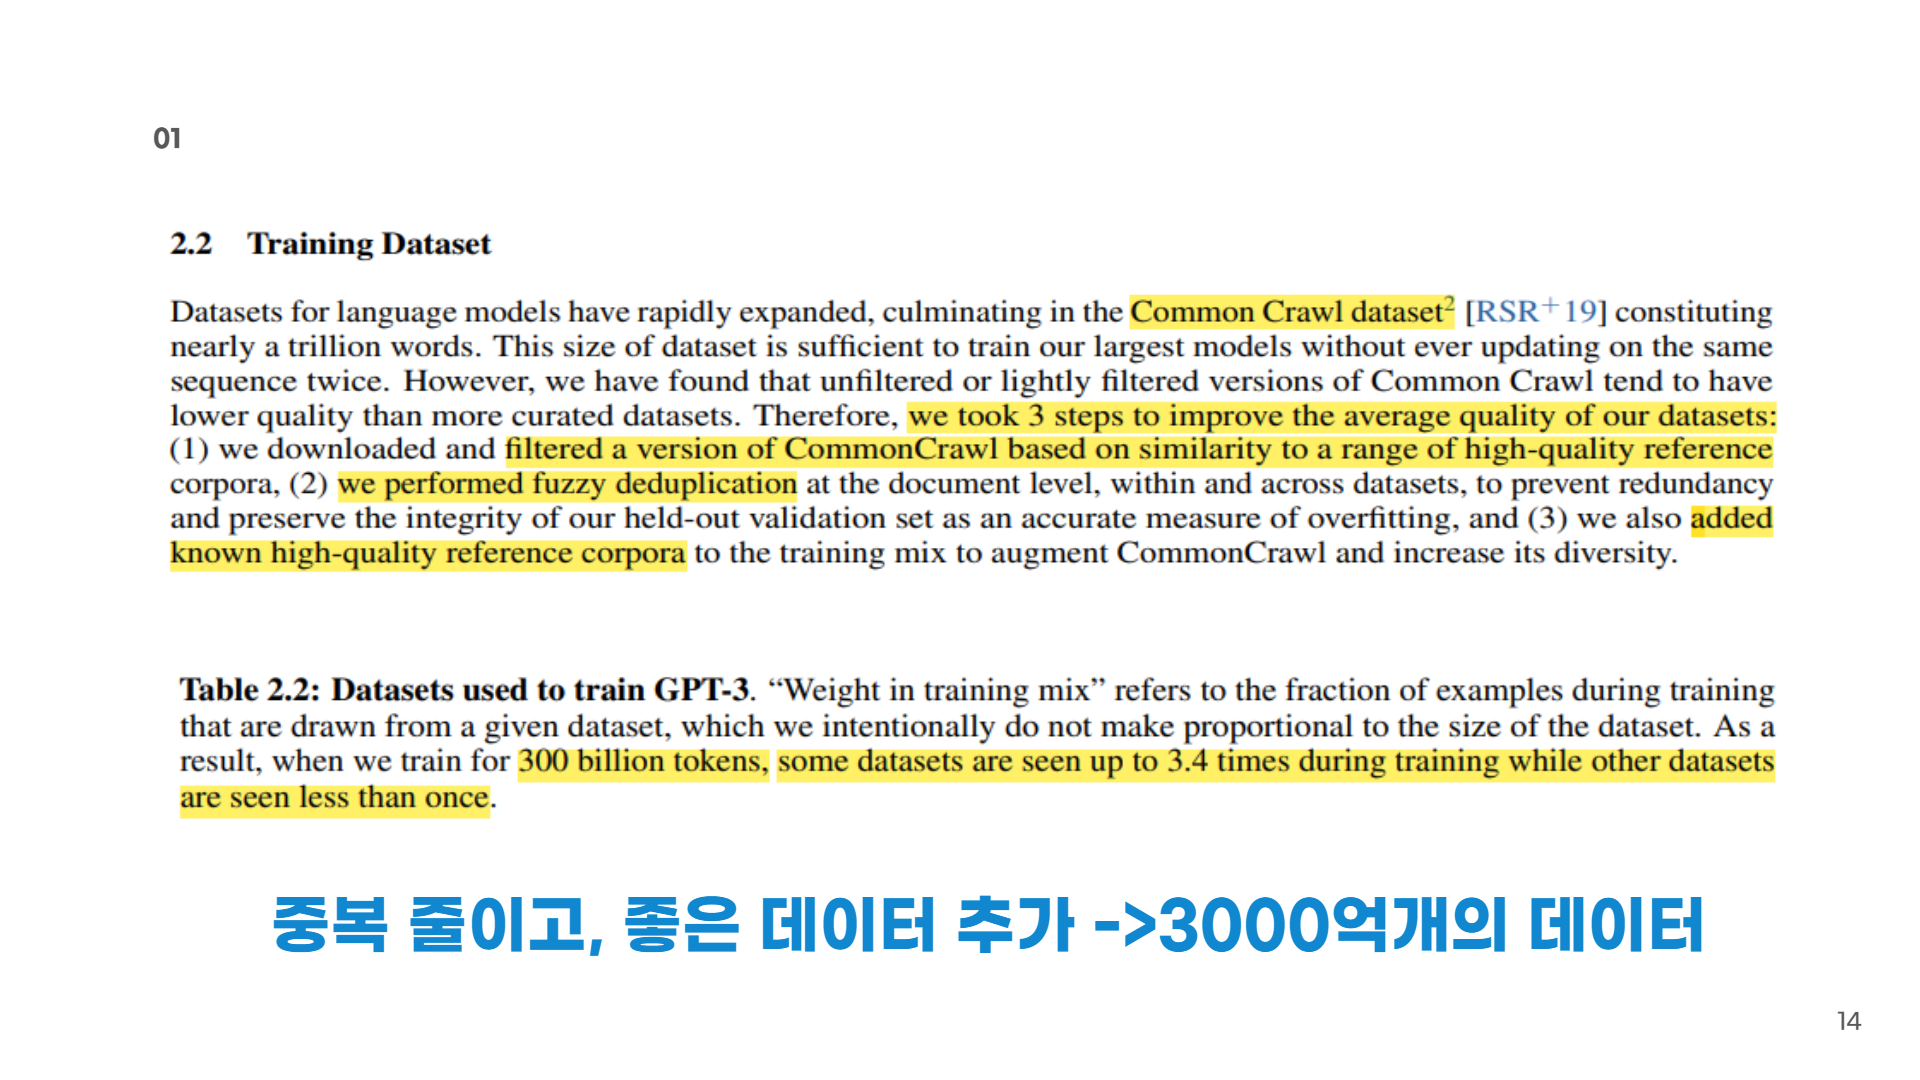 01
2.2 Training Dataset
Datasets for language models have rapidly expanded, culminating in the Common Crawl dataset² [RSR⁺19] constituting
nearly a trillion words. This size of dataset is sufficient to train our largest models without ever updating on the same
sequence twice. However, we have found that unfiltered or lightly filtered versions of Common Crawl tend to have
lower quality than more curated datasets. Therefore, we took 3 steps to improve the average quality of our datasets:
(1) we downloaded and filtered a version of CommonCrawl based on similarity to a range of high-quality reference
corpora, (2) we performed fuzzy deduplication at the document level, within and across datasets, to prevent redundancy
and preserve the integrity of our held-out validation set as an accurate measure of overfitting, and (3) we also added
known high-quality reference corpora to the training mix to augment CommonCrawl and increase its diversity.
Table 2.2: Datasets used to train GPT-3. “Weight in training mix” refers to the fraction of examples during training
that are drawn from a given dataset, which we intentionally do not make proportional to the size of the dataset. As a
result, when we train for 300 billion tokens, some datasets are seen up to 3.4 times during training while other datasets
are seen less than once.
중복 줄이고, 좋은 데이터 추가 ->3000억개의 데이터
14